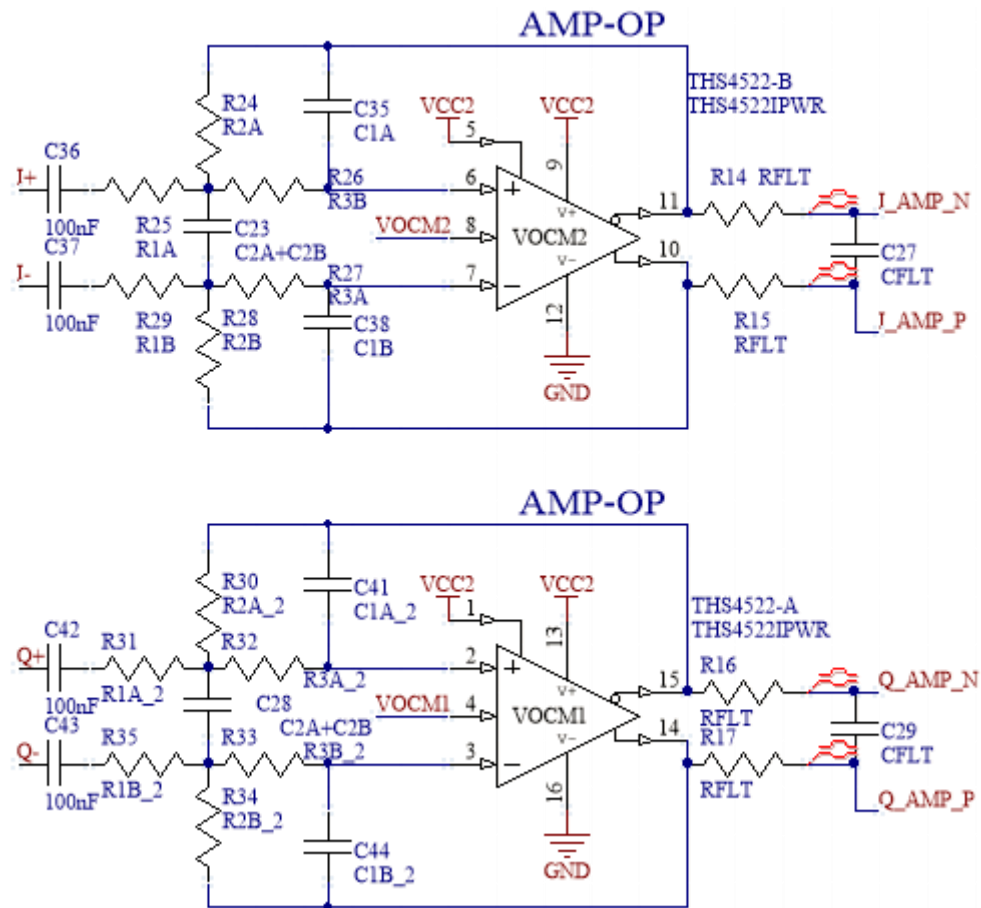 AMP-OP
THS4522-B
THS4522IPWR
R24
R2A
C35
C1A
VCC2
VCC2
5
9
C36
I+
100nF
R25
R1A
C23
C2A+C2B
R26
R3B
6
VOCM2
8
VOCM2
V+
V−
11
R14 RFLT
I_AMP_N
10
C27
CFLT
C37
I-
100nF
R29
R1B
R28
R2B
R27
R3A
7
C38
C1B
12
GND
R15
RFLT
I_AMP_P
AMP-OP
THS4522-A
THS4522IPWR
R30
R2A_2
C41
C1A_2
VCC2
VCC2
1
13
C42
Q+
100nF
R31
R1A_2
R32
R3A_2
2
C28
C2A+C2B
VOCM1
4
VOCM1
V+
V−
15
R16
RFLT
Q_AMP_N
14
R17
RFLT
C29
CFLT
C43
Q-
100nF
R35
R1B_2
R33
R3B_2
3
R34
R2B_2
C44
C1B_2
16
GND
Q_AMP_P